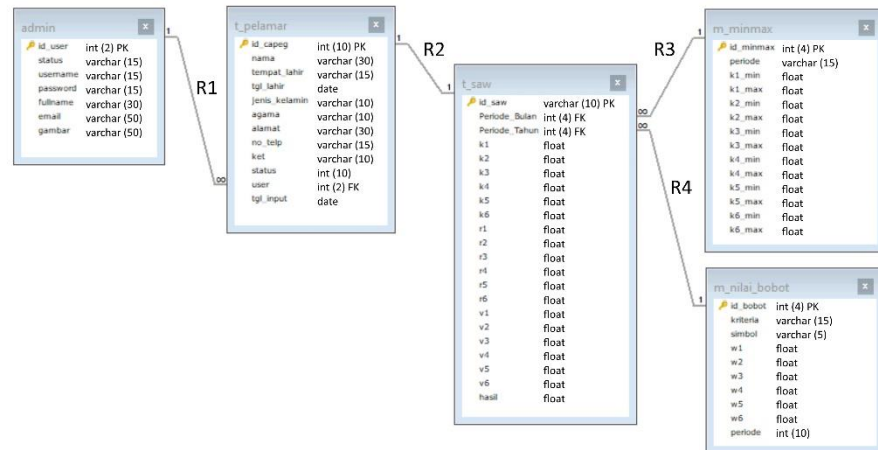 admin
x
id_user int (2) PK
status varchar (15)
username varchar (15)
password varchar (15)
fullname varchar (30)
email varchar (50)
gambar varchar (50)
1
R1
∞
t_pelamar
x
id_capeg int (10) PK
nama varchar (30)
tempat_lahir varchar (15)
tgl_lahir date
jenis_kelamin varchar (10)
agama varchar (10)
alamat varchar (30)
no_telp varchar (15)
ket varchar (10)
status int (10)
user int (2) FK
tgl_input date
1
R2
1
t_saw
x
id_saw varchar (10) PK
Periode_Bulan int (4) FK
Periode_Tahun int (4) FK
k1 float
k2 float
k3 float
k4 float
k5 float
k6 float
r1 float
r2 float
r3 float
r4 float
r5 float
r6 float
v1 float
v2 float
v3 float
v4 float
v5 float
v6 float
hasil float
∞
∞
R3
1
R4
1
m_minmax
x
id_minmax int (4) PK
periode varchar (15)
k1_min float
k1_max float
k2_min float
k2_max float
k3_min float
k3_max float
k4_min float
k4_max float
k5_min float
k5_max float
k6_min float
k6_max float
m_nilai_bobot
x
id_bobot int (4) PK
kriteria varchar (15)
simbol varchar (5)
w1 float
w2 float
w3 float
w4 float
w5 float
w6 float
periode int (10)